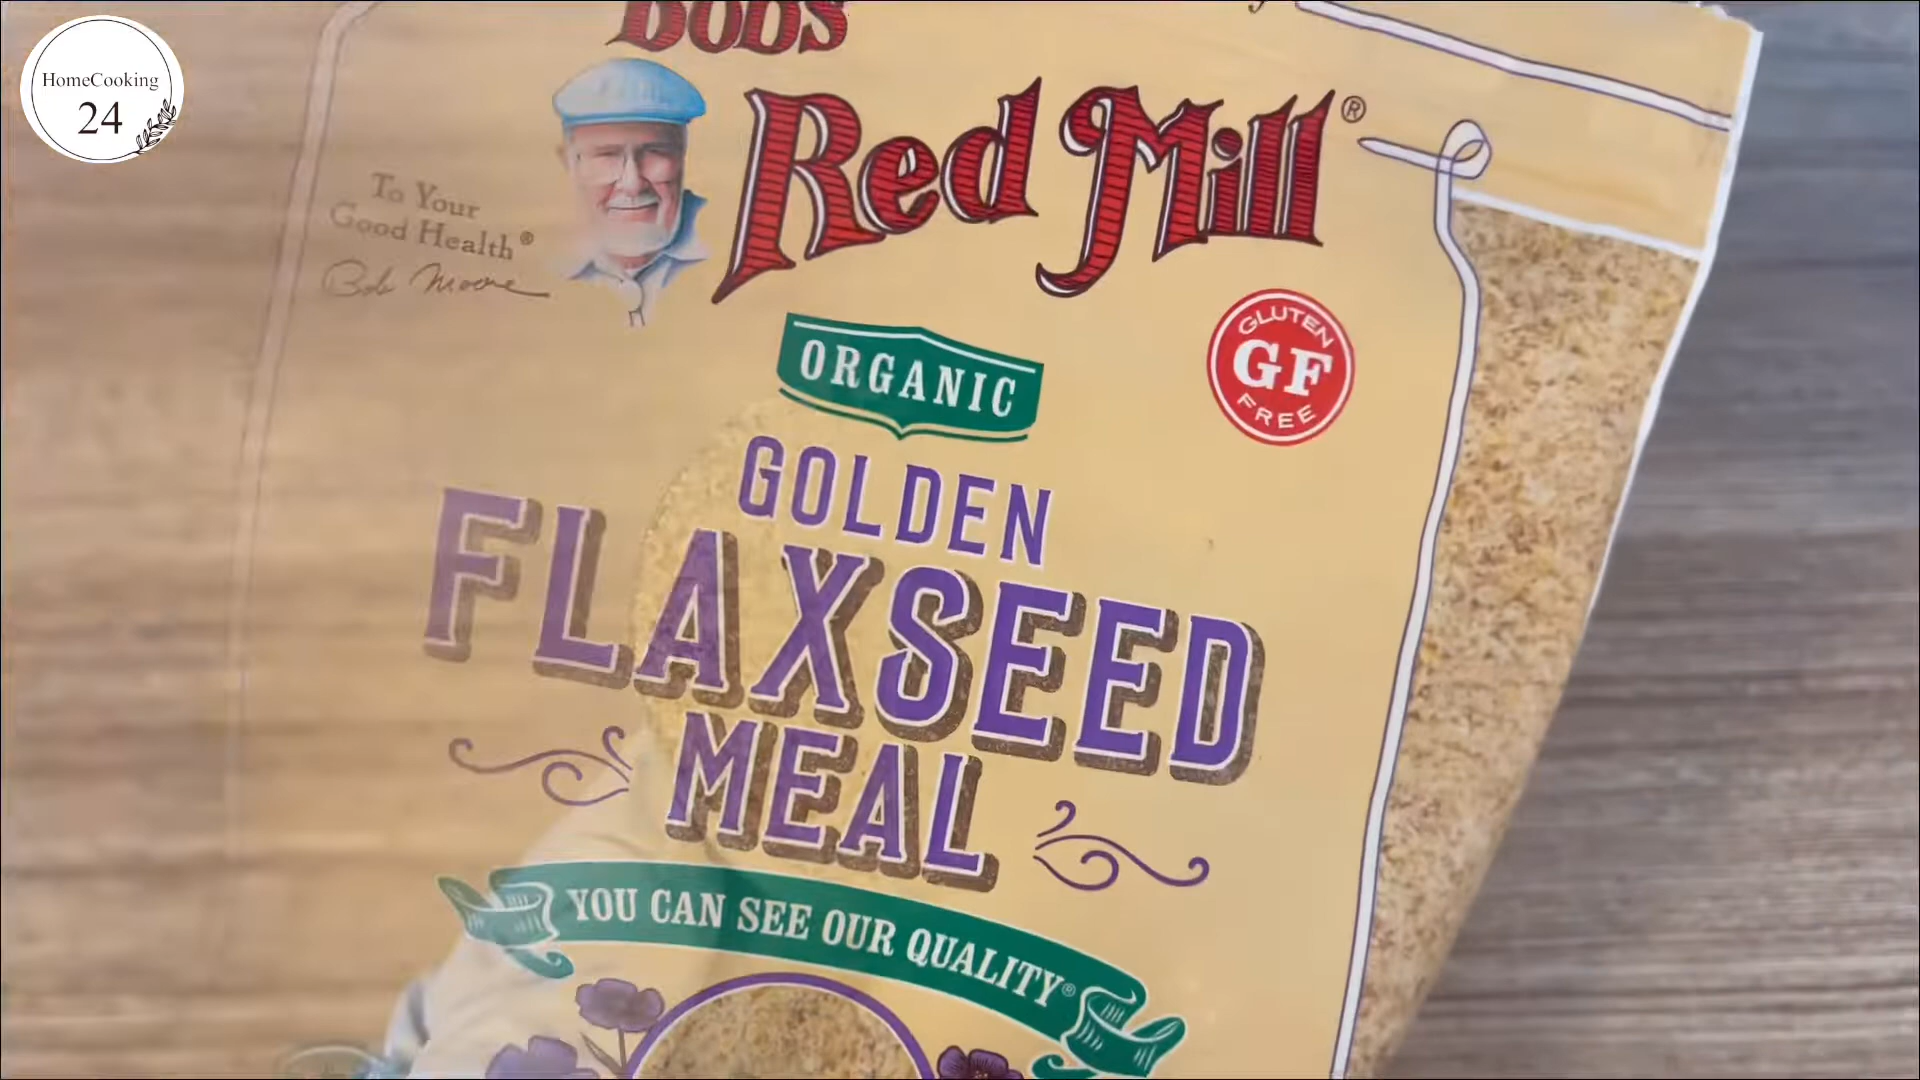 HomeCooking
24
BOB'S
Red Mill®
To Your
Good Health®
Bob Moore
ORGANIC
GLUTEN
GF
FREE
GOLDEN
FLAXSEED
MEAL
YOU CAN SEE OUR QUALITY®